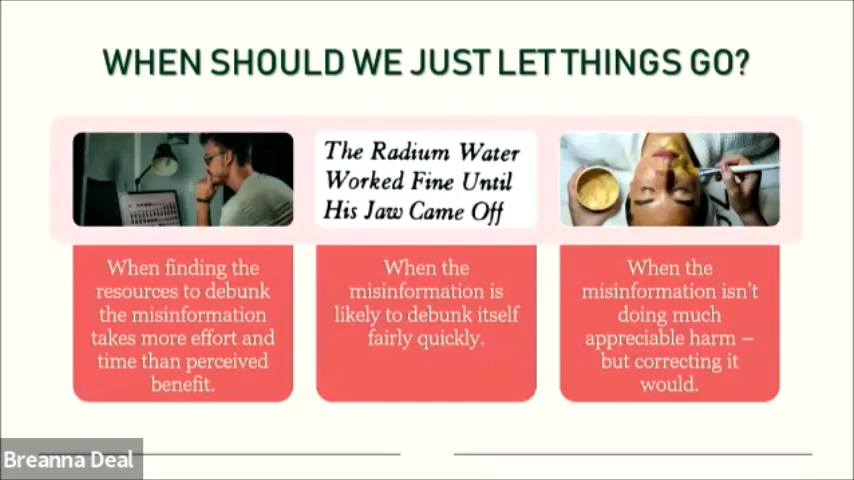 WHEN SHOULD WE JUST LET THINGS GO?
The Radium Water
Worked Fine Until
His Jaw Came Off
When finding the
resources to debunk
the misinformation
takes more effort and
time than perceived
benefit.
When the
misinformation is
likely to debunk itself
fairly quickly.
When the
misinformation isn't
doing much
appreciable harm –
but correcting it
would.
Breanna Deal